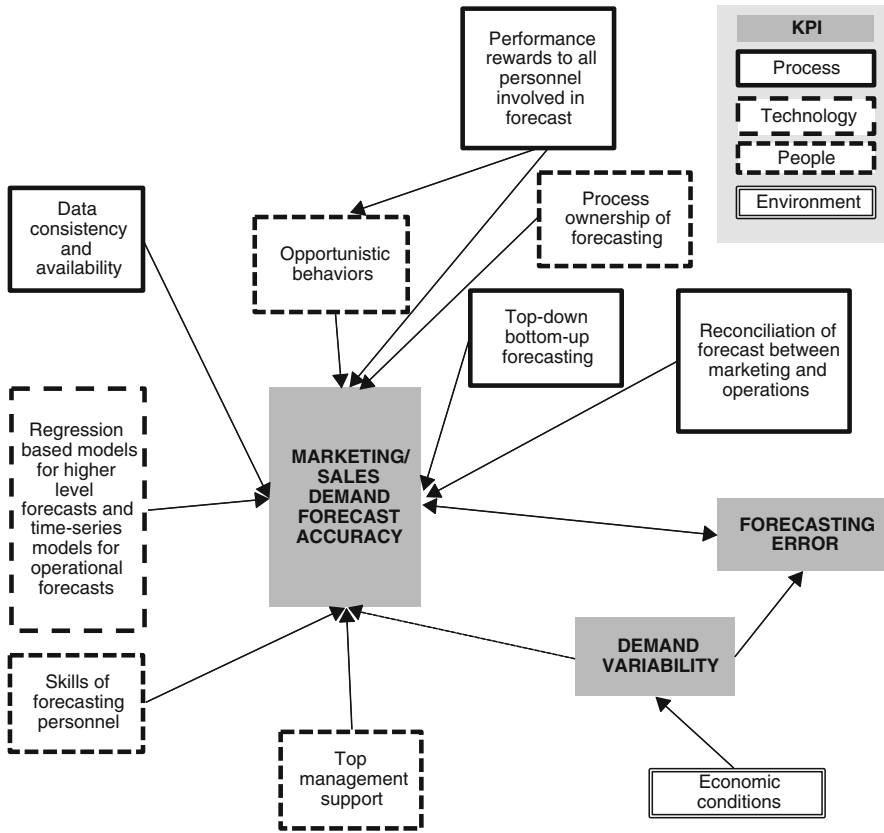 Performance
rewards to all
personnel
involved in
forecast
KPI
Process
Technology
People
Environment
Data
consistency
and
availability
Opportunistic
behaviors
Process
ownership of
forecasting
Top-down
bottom-up
forecasting
Reconciliation of
forecast between
marketing and
operations
Regression
based models
for higher
level
forecasts and
time-series
models for
operational
forecasts
MARKETING/
SALES
DEMAND
FORECAST
ACCURACY
FORECASTING
ERROR
DEMAND
VARIABILITY
Skills of
forecasting
personnel
Top
management
support
Economic
conditions